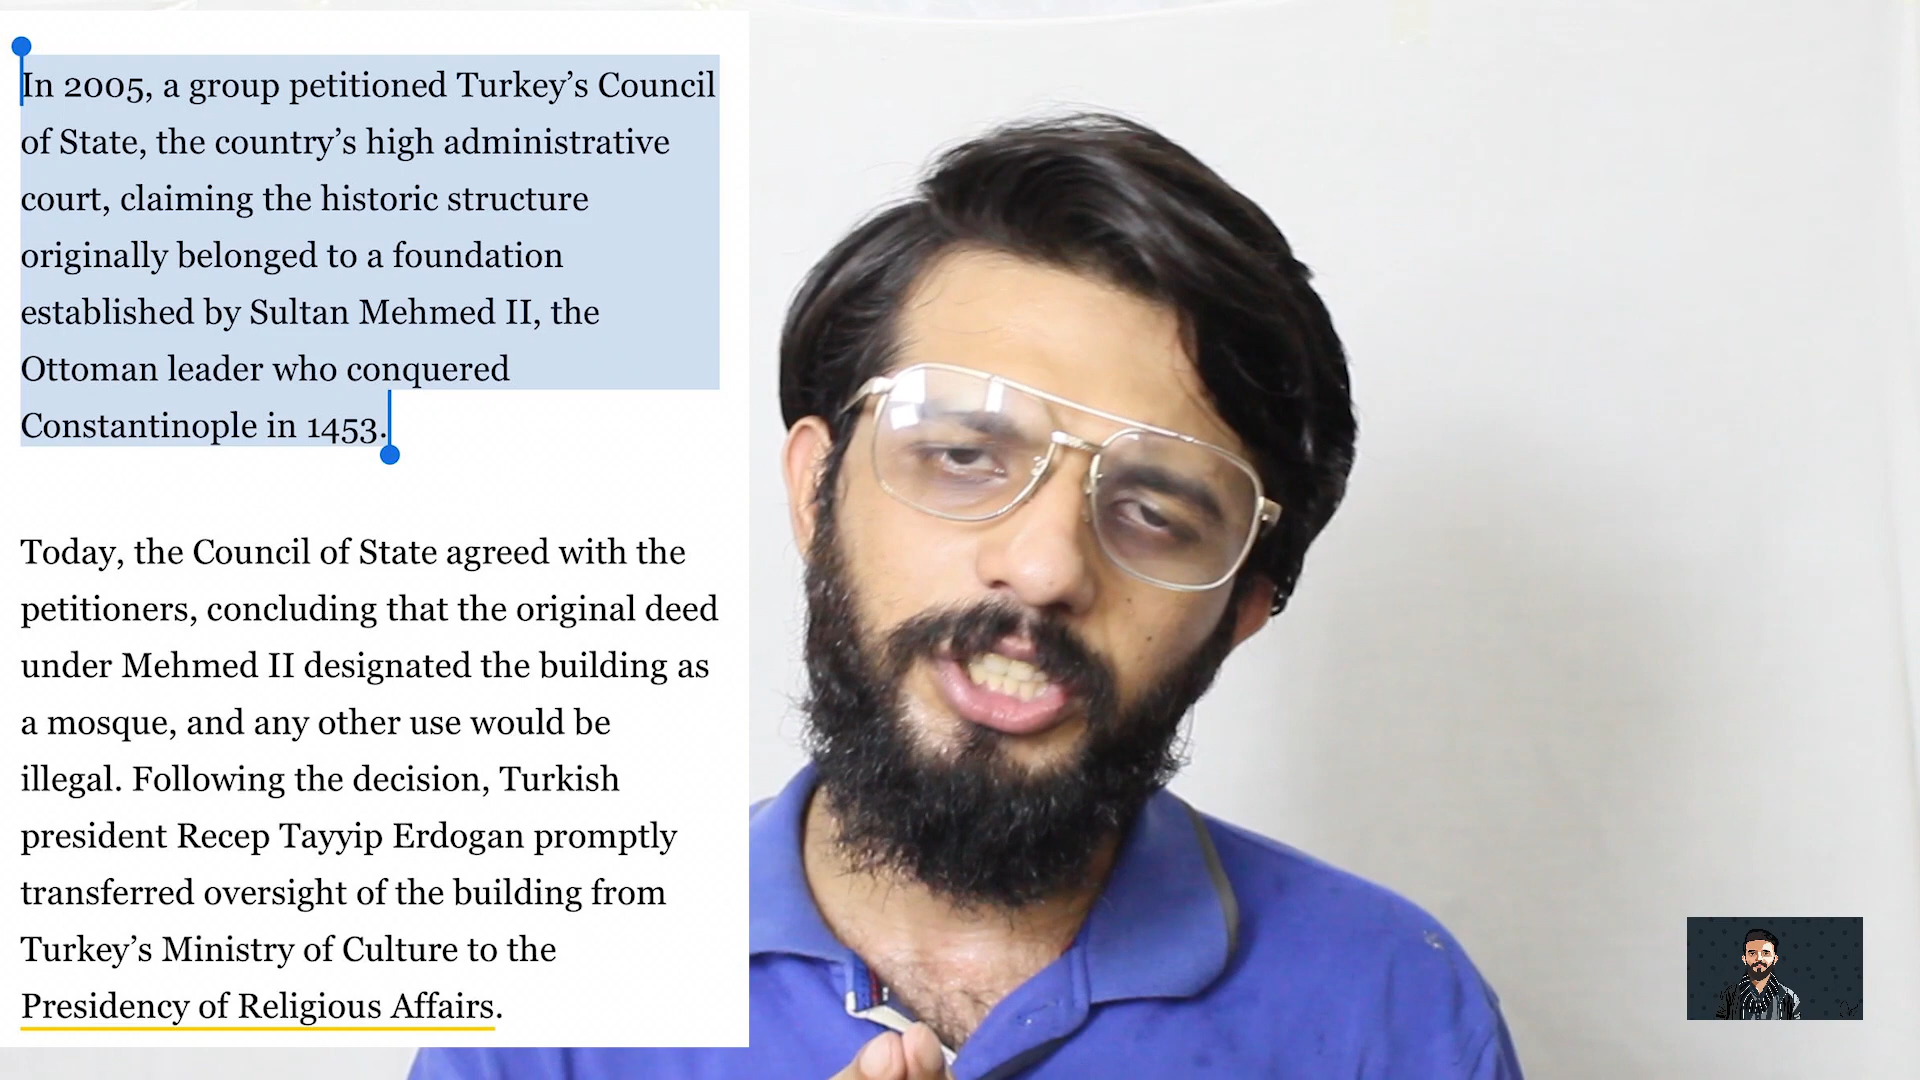 In 2005, a group petitioned Turkey’s Council
of State, the country’s high administrative
court, claiming the historic structure
originally belonged to a foundation
established by Sultan Mehmed II, the
Ottoman leader who conquered
Constantinople in 1453.
Today, the Council of State agreed with the
petitioners, concluding that the original deed
under Mehmed II designated the building as
a mosque, and any other use would be
illegal. Following the decision, Turkish
president Recep Tayyip Erdogan promptly
transferred oversight of the building from
Turkey’s Ministry of Culture to the
Presidency of Religious Affairs.